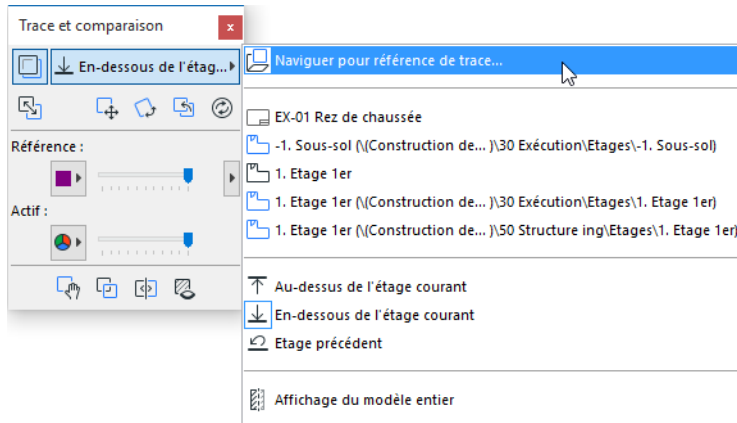 Trace et comparaison
x
En-dessous de l'étag...
Référence :
Actif :
Naviguer pour référence de trace...
EX-01 Rez de chaussée
-1. Sous-sol (\(Construction de... )\30 Exécution\Etages\-1. Sous-sol)
1. Etage 1er
1. Etage 1er (\(Construction de... )\30 Exécution\Etages\1. Etage 1er)
1. Etage 1er (\(Construction de... )\50 Structure ing\Etages\1. Etage 1er)
Au-dessus de l'étage courant
En-dessous de l'étage courant
Etage précédent
Affichage du modèle entier